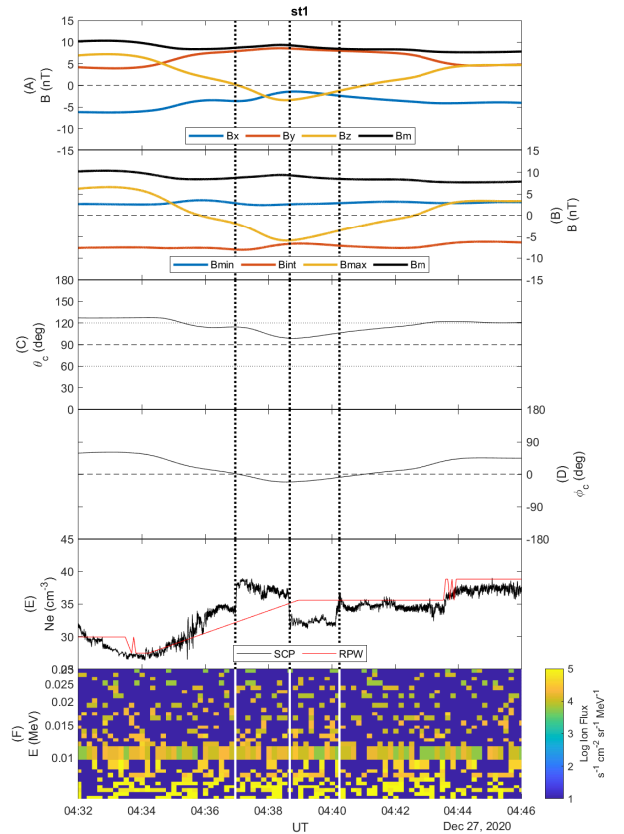 st1
15
10
5
0
-5
-10
-15
(A)
B (nT)
Bx By Bz Bm
15
10
5
0
-5
-10
-15
(B)
B (nT)
Bmin Bint Bmax Bm
180
150
120
90
60
30
0
(C)
θc (deg)
180
90
0
-90
-180
(D)
ϕc (deg)
45
40
35
30
(E)
Ne (cm-3)
SCP RPW
0.025
0.02
0.015
0.01
(F)
E (MeV)
5
4
3
2
1
Log Ion Flux
s-1 cm-2 sr-1 MeV-1
04:32 04:34 04:36 04:38 04:40 04:42 04:44 04:46
UT
Dec 27, 2020